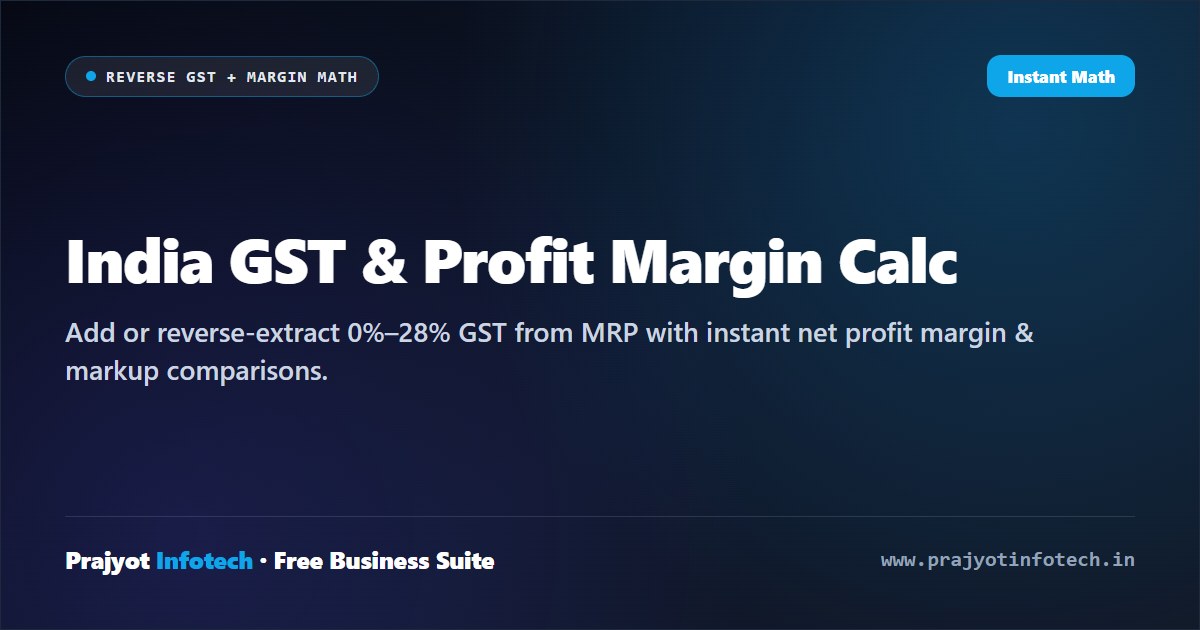 REVERSE GST + MARGIN MATH
Instant Math
India GST & Profit Margin Calc
Add or reverse-extract 0%–28% GST from MRP with instant net profit margin &
markup comparisons.
Prajyot Infotech · Free Business Suite
www.prajyotinfotech.in